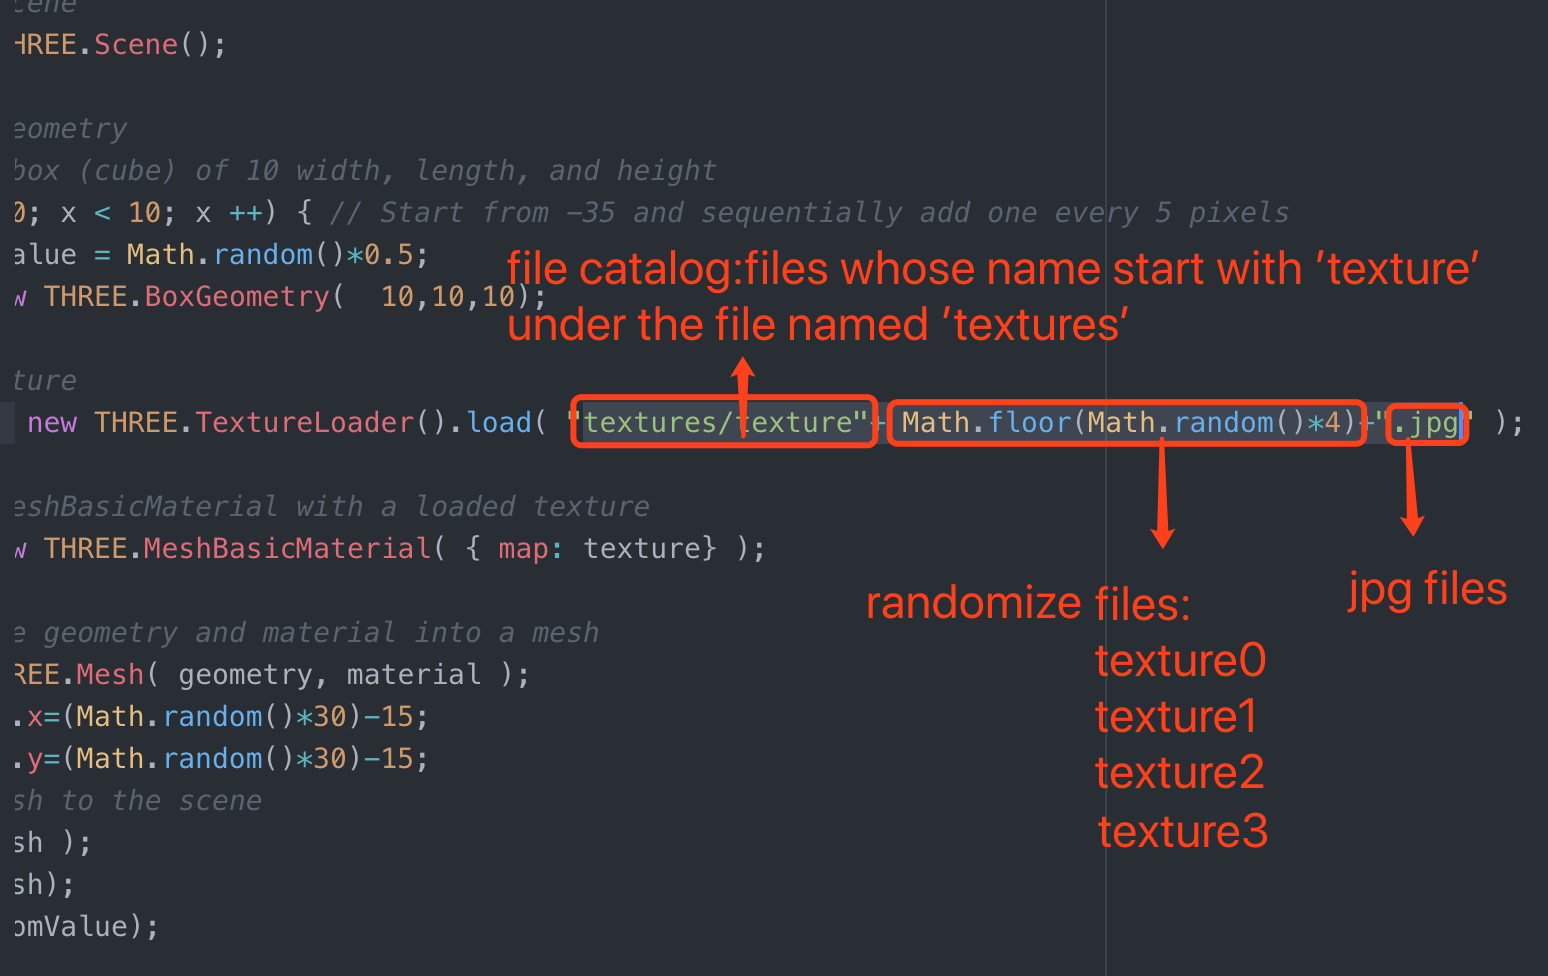 cene
HREE.Scene();
eometry
box (cube) of 10 width, length, and height
0; x < 10; x ++) { // Start from -35 and sequentially add one every 5 pixels
alue = Math.random()*0.5;
file catalog:files whose name start with 'texture'
w THREE.BoxGeometry(  10,10,10);
under the file named 'textures'
ture
new THREE.TextureLoader().load( "textures/texture"+ Math.floor(Math.random()*4)+".jpg" );
eshBasicMaterial with a loaded texture
w THREE.MeshBasicMaterial( { map: texture} );
randomize files:
jpg files
texture0
texture1
texture2
texture3
e geometry and material into a mesh
REE.Mesh( geometry, material );
.x=(Math.random()*30)-15;
.y=(Math.random()*30)-15;
sh to the scene
sh );
sh);
omValue);